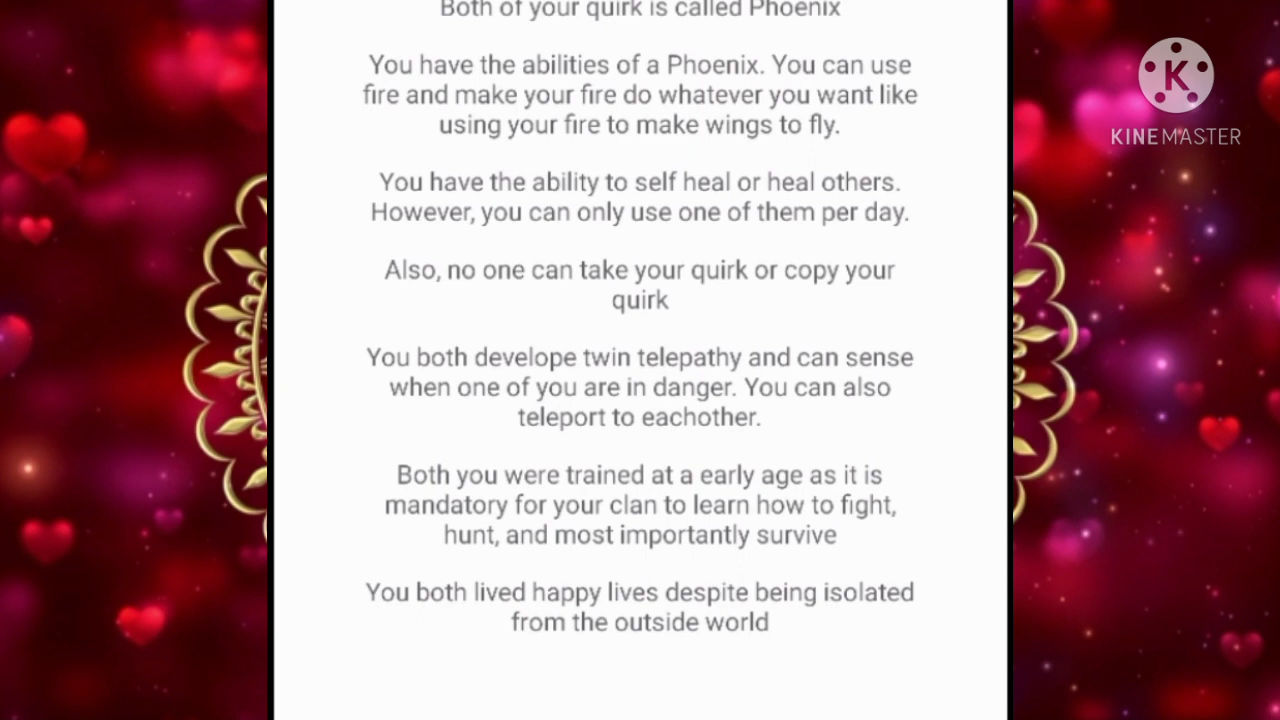 Both of your quirk is called Phoenix
You have the abilities of a Phoenix. You can use
fire and make your fire do whatever you want like
using your fire to make wings to fly.
You have the ability to self heal or heal others.
However, you can only use one of them per day.
Also, no one can take your quirk or copy your
quirk
You both develope twin telepathy and can sense
when one of you are in danger. You can also
teleport to eachother.
Both you were trained at a early age as it is
mandatory for your clan to learn how to fight,
hunt, and most importantly survive
You both lived happy lives despite being isolated
from the outside world
K
KINEMASTER